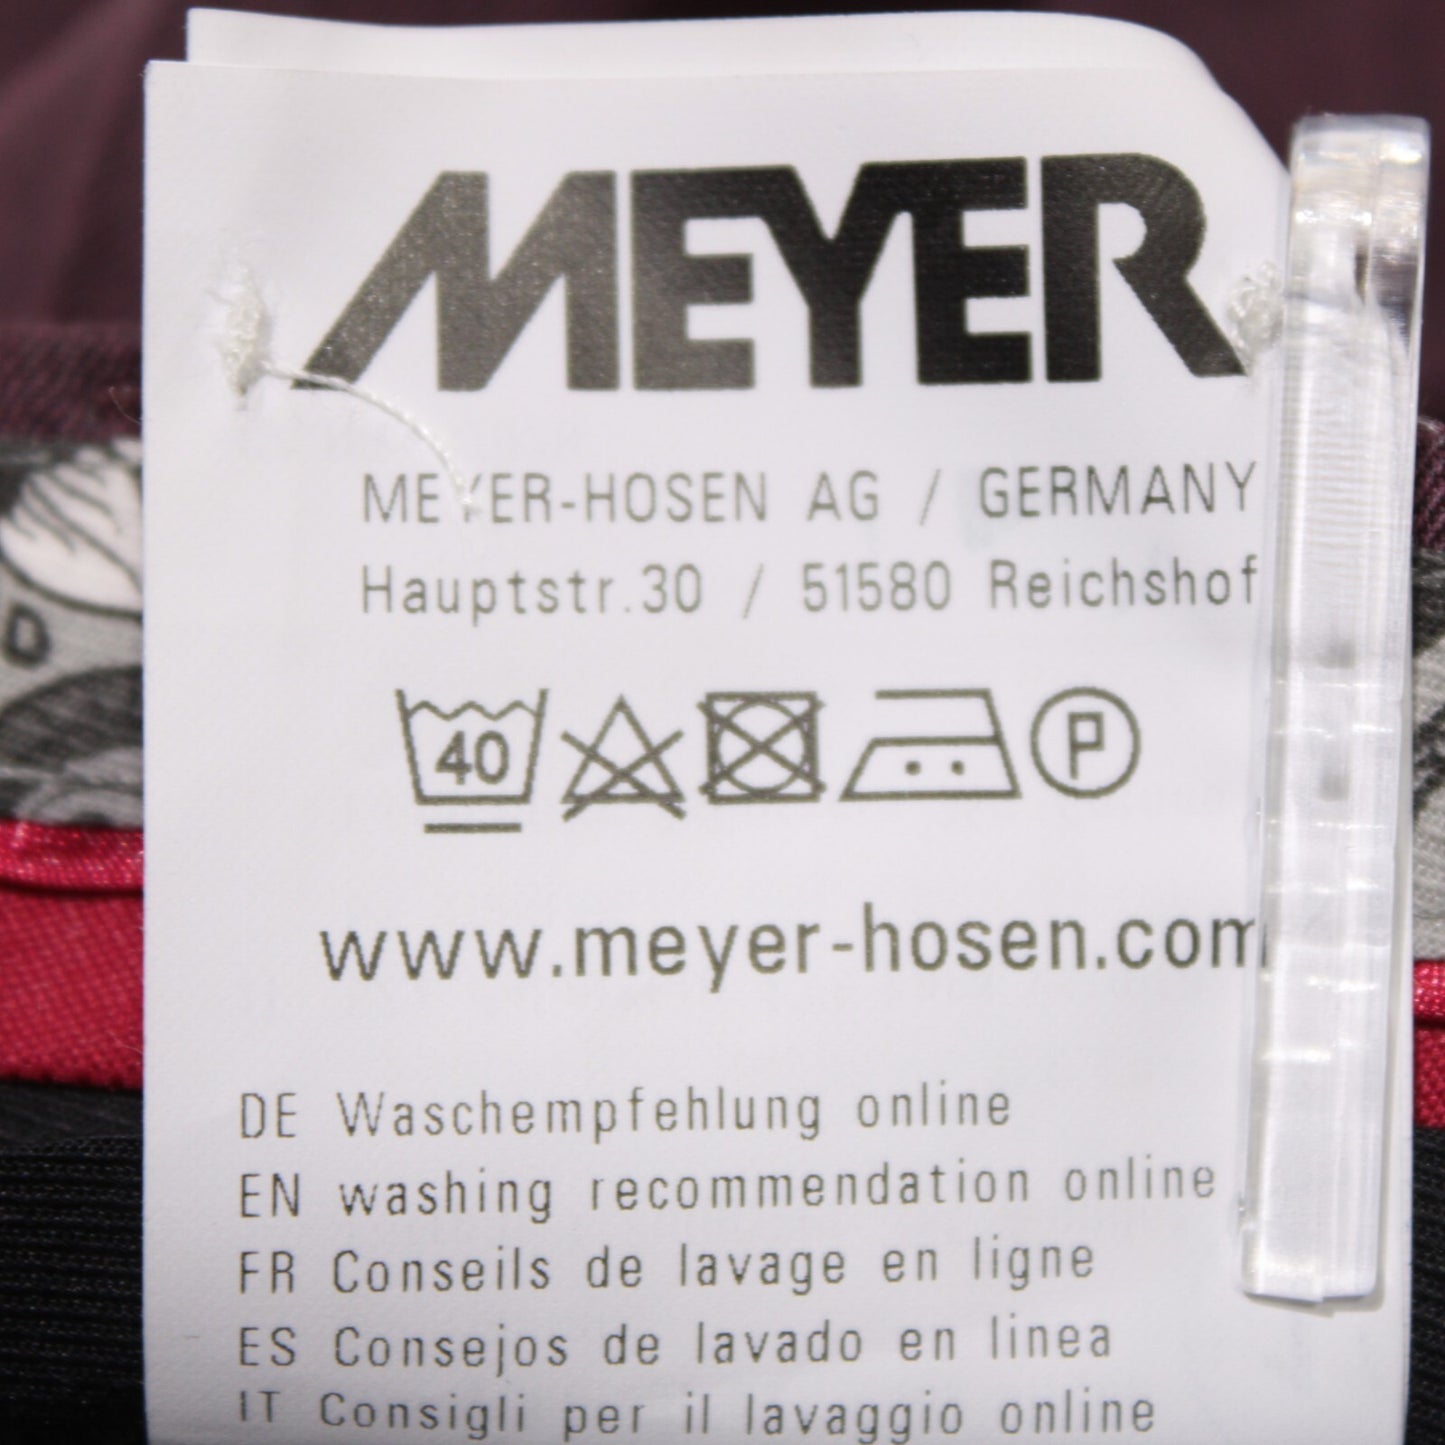 MEYER
MEYER-HOSEN AG / GERMANY
Hauptstr.30 / 51580 Reichshof
40
P
www.meyer-hosen.com
DE Waschempfehlung online
EN washing recommendation online
FR Conseils de lavage en ligne
ES Consejos de lavado en linea
IT Consigli per il lavaggio online
D